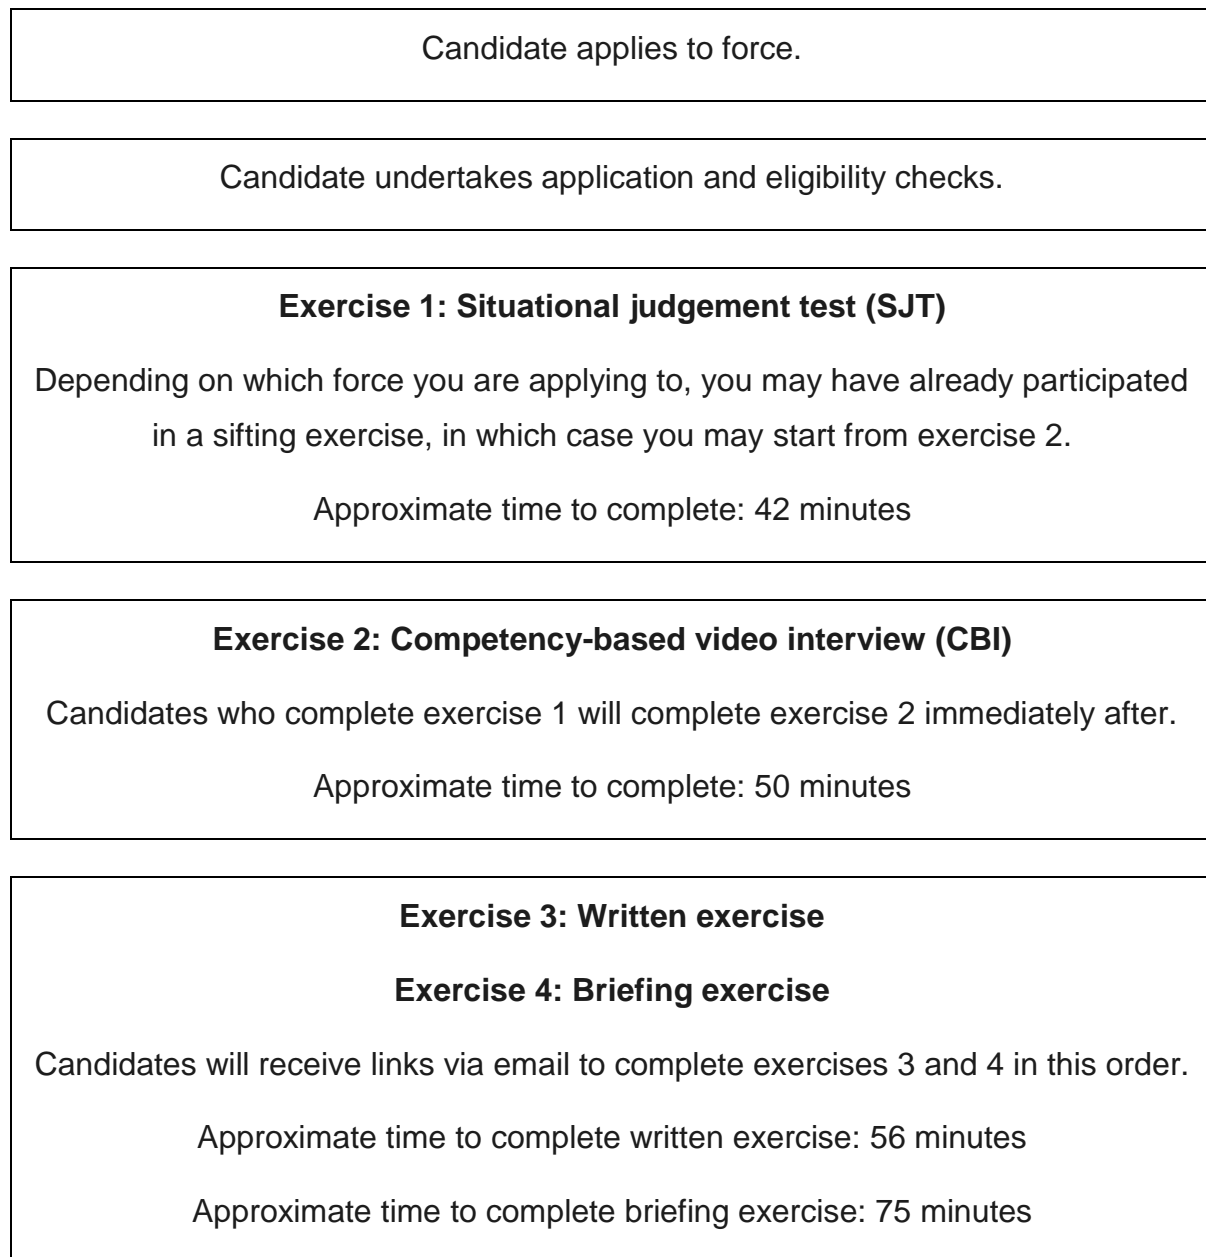 Candidate applies to force.
Candidate undertakes application and eligibility checks.
Exercise 1: Situational judgement test (SJT)
Depending on which force you are applying to, you may have already participated
in a sifting exercise, in which case you may start from exercise 2.
Approximate time to complete: 42 minutes
Exercise 2: Competency-based video interview (CBI)
Candidates who complete exercise 1 will complete exercise 2 immediately after.
Approximate time to complete: 50 minutes
Exercise 3: Written exercise
Exercise 4: Briefing exercise
Candidates will receive links via email to complete exercises 3 and 4 in this order.
Approximate time to complete written exercise: 56 minutes
Approximate time to complete briefing exercise: 75 minutes